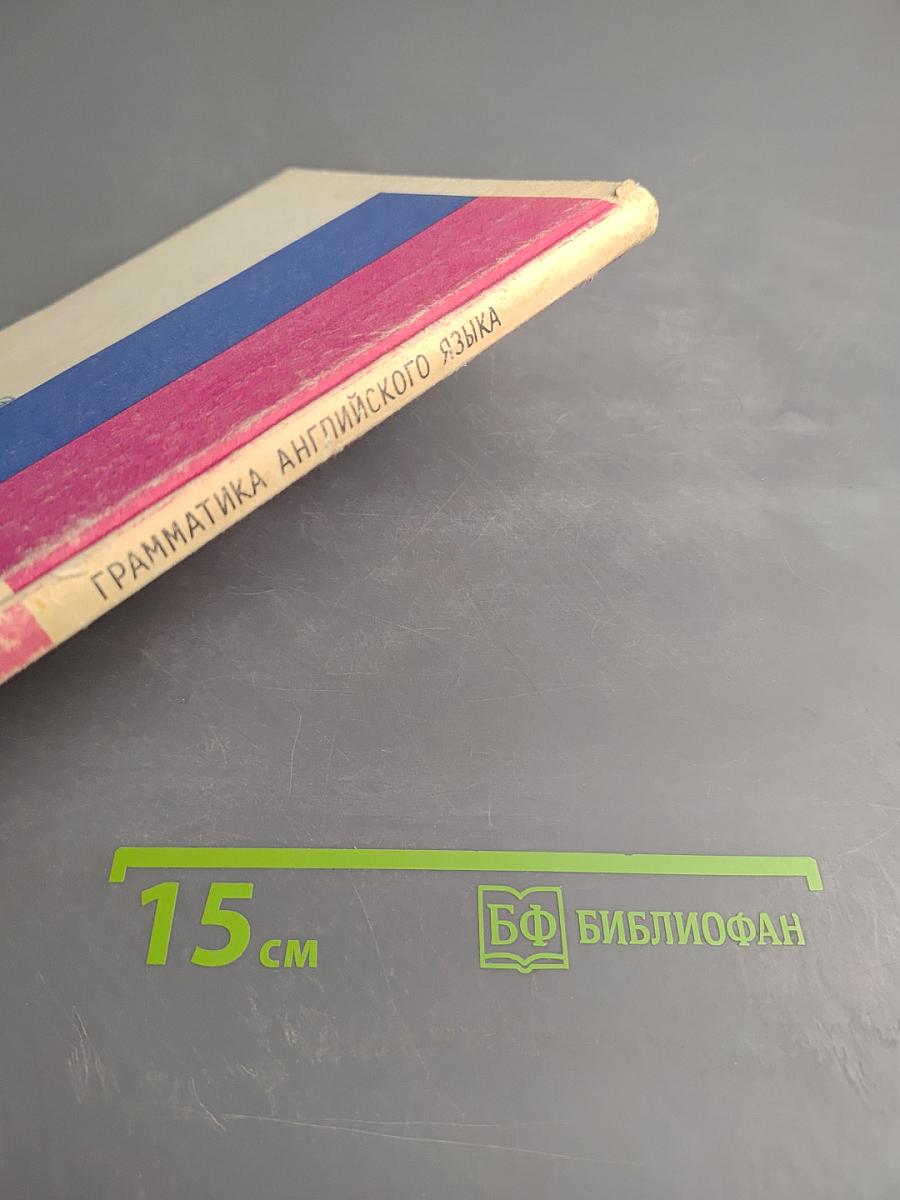 ГРАММАТИКА АНГЛИЙСКОГО ЯЗЫКА
15 см
БФ БИБЛИОФАН